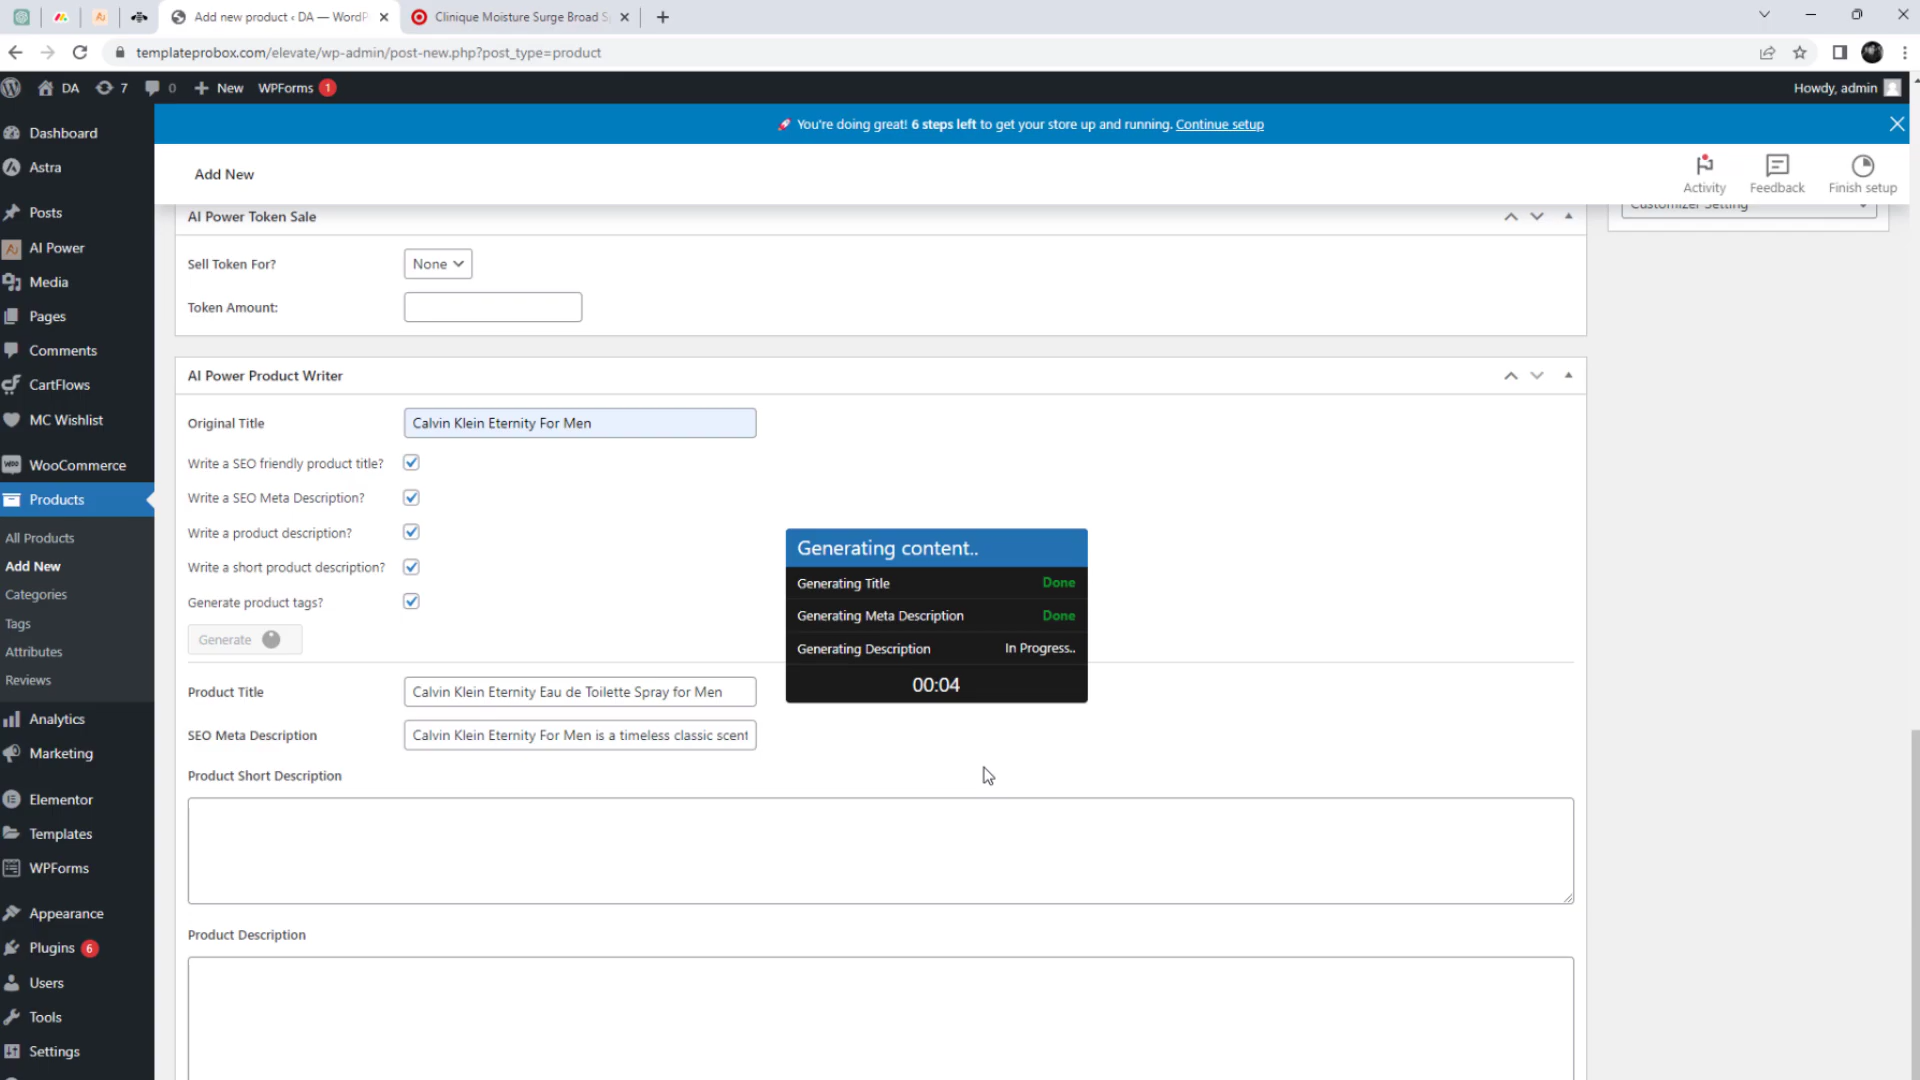 Add new product ‹ DA — WordP
Clinique Moisture Surge Broad S
templateprobox.com/elevate/wp-admin/post-new.php?post_type=product
DA
7
0
New
WPForms 1
Howdy, admin
You're doing great! 6 steps left to get your store up and running. Continue setup
Add New
Activity
Feedback
Finish setup
Dashboard
Astra
Posts
AI Power
Media
Pages
Comments
CartFlows
MC Wishlist
WooCommerce
Products
All Products
Add New
Categories
Tags
Attributes
Reviews
Analytics
Marketing
Elementor
Templates
WPForms
Appearance
Plugins 6
Users
Tools
Settings
Customizer Setting
AI Power Token Sale
Sell Token For?
None
Token Amount:
AI Power Product Writer
Original Title
Calvin Klein Eternity For Men
Write a SEO friendly product title?
Write a SEO Meta Description?
Write a product description?
Write a short product description?
Generate product tags?
Generate
Generating content..
Generating Title Done
Generating Meta Description Done
Generating Description In Progress..
00:04
Product Title
Calvin Klein Eternity Eau de Toilette Spray for Men
SEO Meta Description
Calvin Klein Eternity For Men is a timeless classic scent
Product Short Description
Product Description